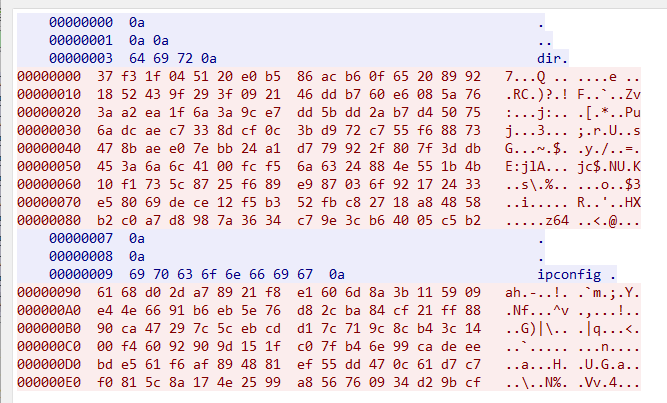 00000000  0a                                                .
00000001  0a 0a                                             ..
00000003  64 69 72 0a                                       dir.
00000000  37 f3 1f 04 51 20 e0 b5  86 ac b6 0f 65 20 89 92  7...Q .. ....e ..
00000010  18 52 43 9f 29 3f 09 21  46 dd b7 60 e6 08 5a 76  .RC.)?.! F..`..Zv
00000020  3a a2 ea 1f 6a 3a 9c e7  dd 5b dd 2a b7 d4 50 75  :...j:.. .[.*..Pu
00000030  6a dc ae c7 33 8d cf 0c  3b d9 72 c7 55 f6 88 73  j...3... ;.r.U..s
00000040  47 8b ae e0 7e bb 24 a1  d7 79 92 2f 80 7f 3d db  G...~.$. .y./..=.
00000050  45 3a 6a 6c 41 00 fc f5  6a 63 24 88 4e 55 1b 4b  E:jlA... jc$.NU.K
00000060  10 f1 73 5c 87 25 f6 89  e9 87 03 6f 92 17 24 33  ..s\.%.. ...o..$3
00000070  e5 80 69 de ce 12 f5 b3  52 fb c8 27 18 a8 48 58  ..i..... R..'..HX
00000080  b2 c0 a7 d8 98 7a 36 34  c7 9e 3c b6 40 05 c5 b2  .....z64 ..<.@...
00000007  0a                                                .
00000008  0a                                                .
00000009  69 70 63 6f 6e 66 69 67  0a                       ipconfig .
00000090  61 68 d0 2d a7 89 21 f8  e1 60 6d 8a 3b 11 59 09  ah.-..!. .`m.;.Y.
000000A0  e4 4e 66 91 b6 eb 5e 76  d8 2c ba 84 cf 21 ff 88  .Nf...^v .,...!..
000000B0  90 ca 47 29 7c 5c eb cd  d1 7c 71 9c 8c b4 3c 14  ..G)|\.. .|q...<.
000000C0  00 f4 60 92 90 9d 15 1f  c0 7f b4 6e 99 ca de ee  ..`..... ...n....
000000D0  bd e5 61 f6 af 89 48 81  ef 55 dd 47 0c 61 d7 c7  ..a...H. .U.G.a..
000000E0  f0 81 5c 8a 17 4e 25 99  a8 56 76 09 34 d2 9b cf  ..\..N%. .Vv.4...